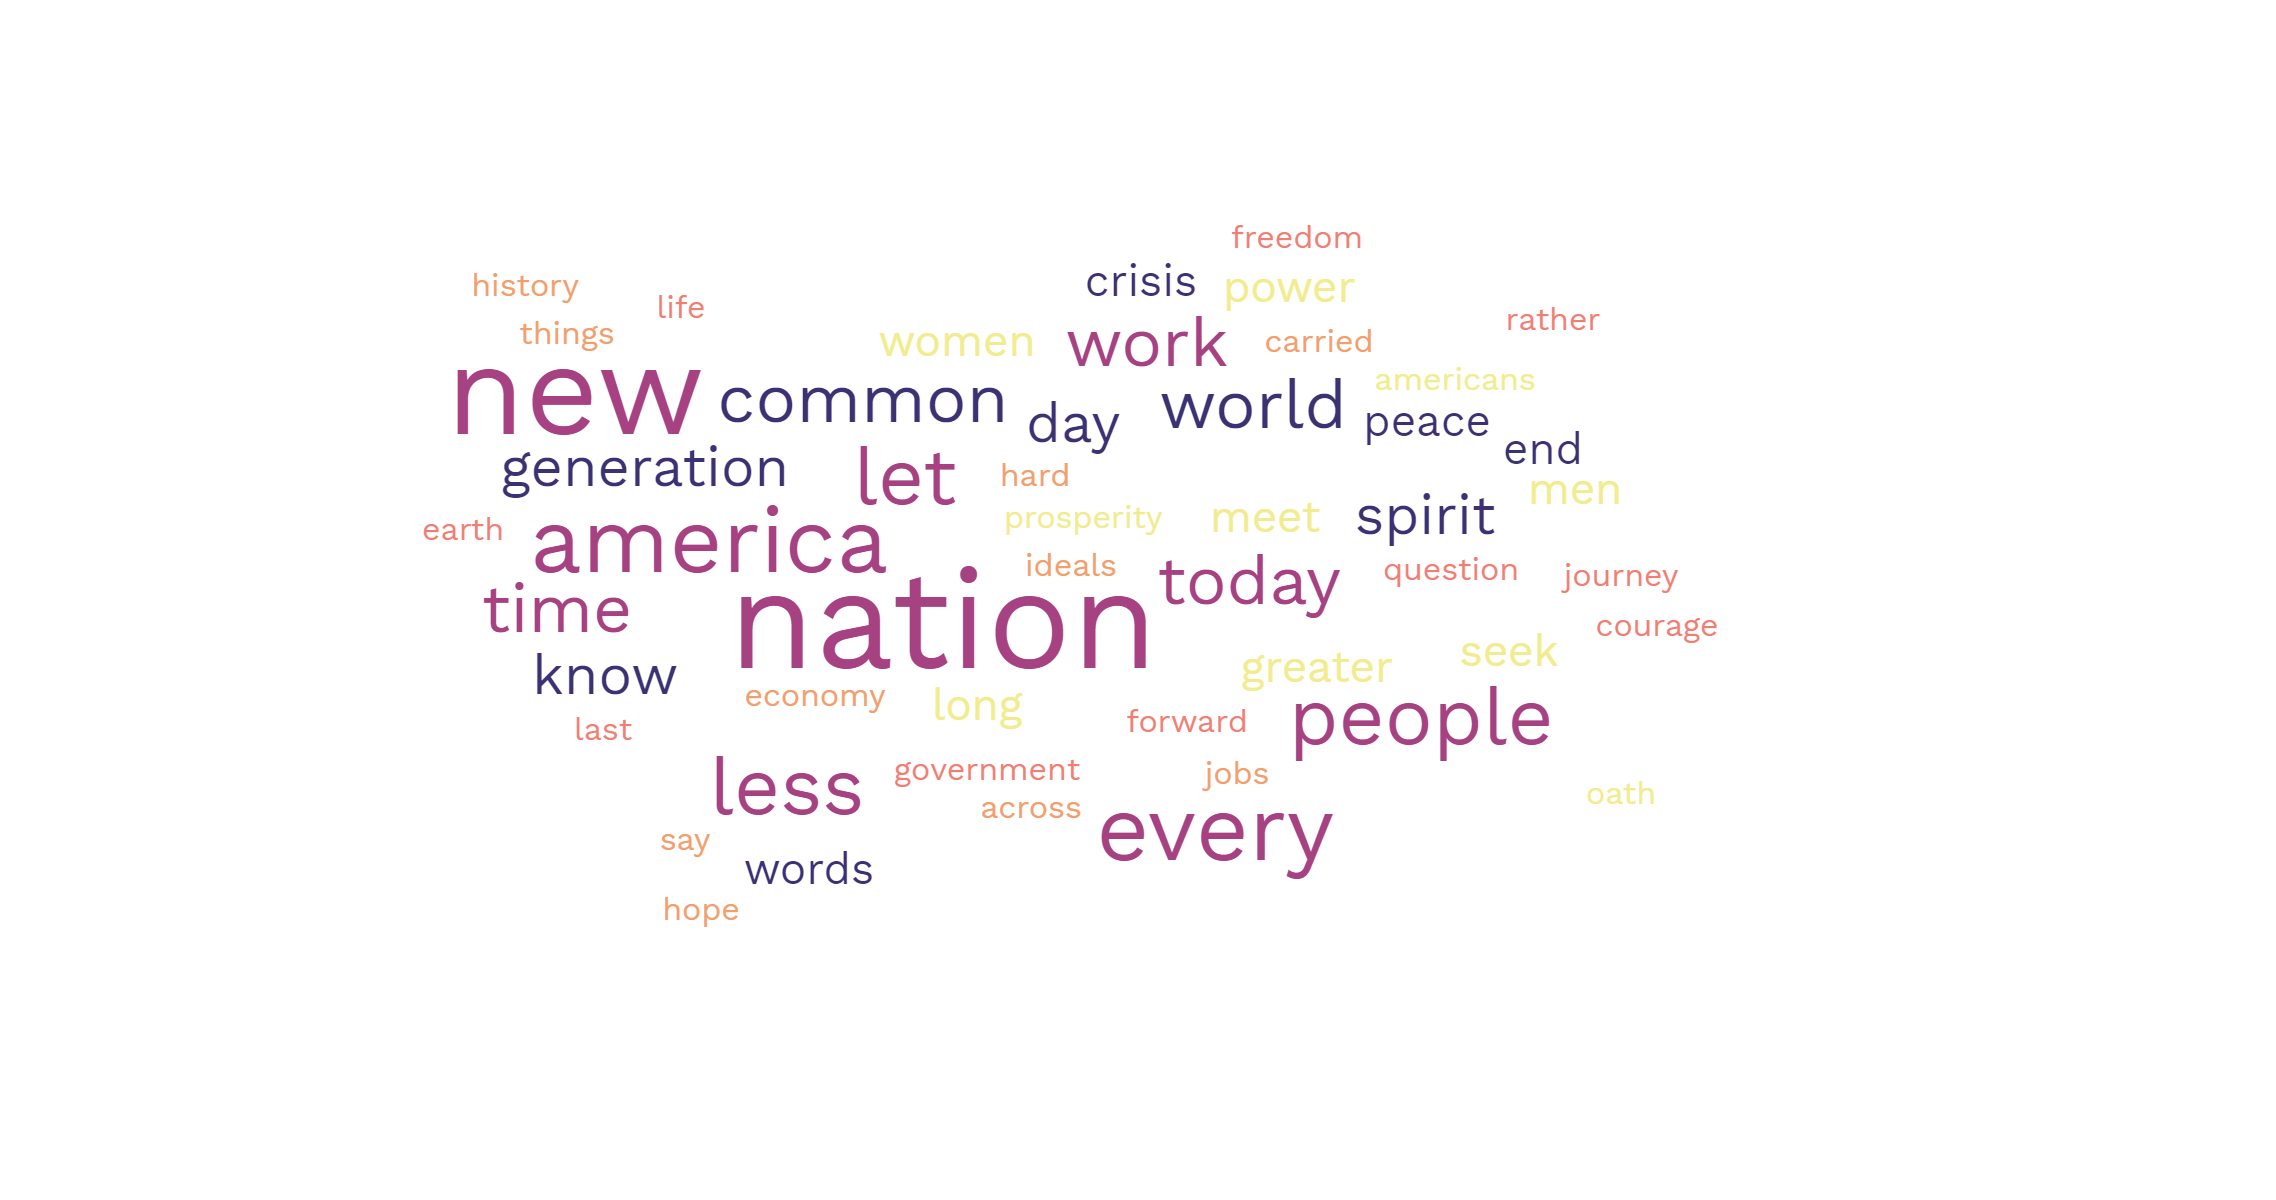 freedom
crisis
power
history
life
things
rather
women
work
carried
new
common
day
world
americans
peace
end
generation
let
hard
men
earth
america
prosperity
meet
spirit
ideals
today
question
journey
time
nation
courage
know
greater
seek
economy
long
last
forward
people
less
government
jobs
across
oath
say
every
words
hope